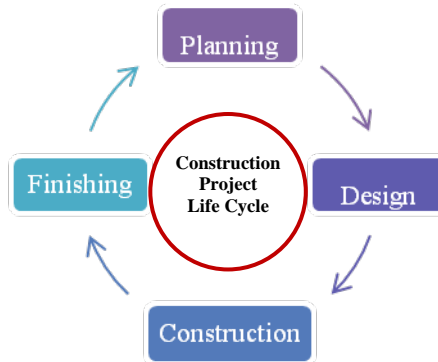 Planning
Construction
Project
Life Cycle
Finishing
Design
Construction